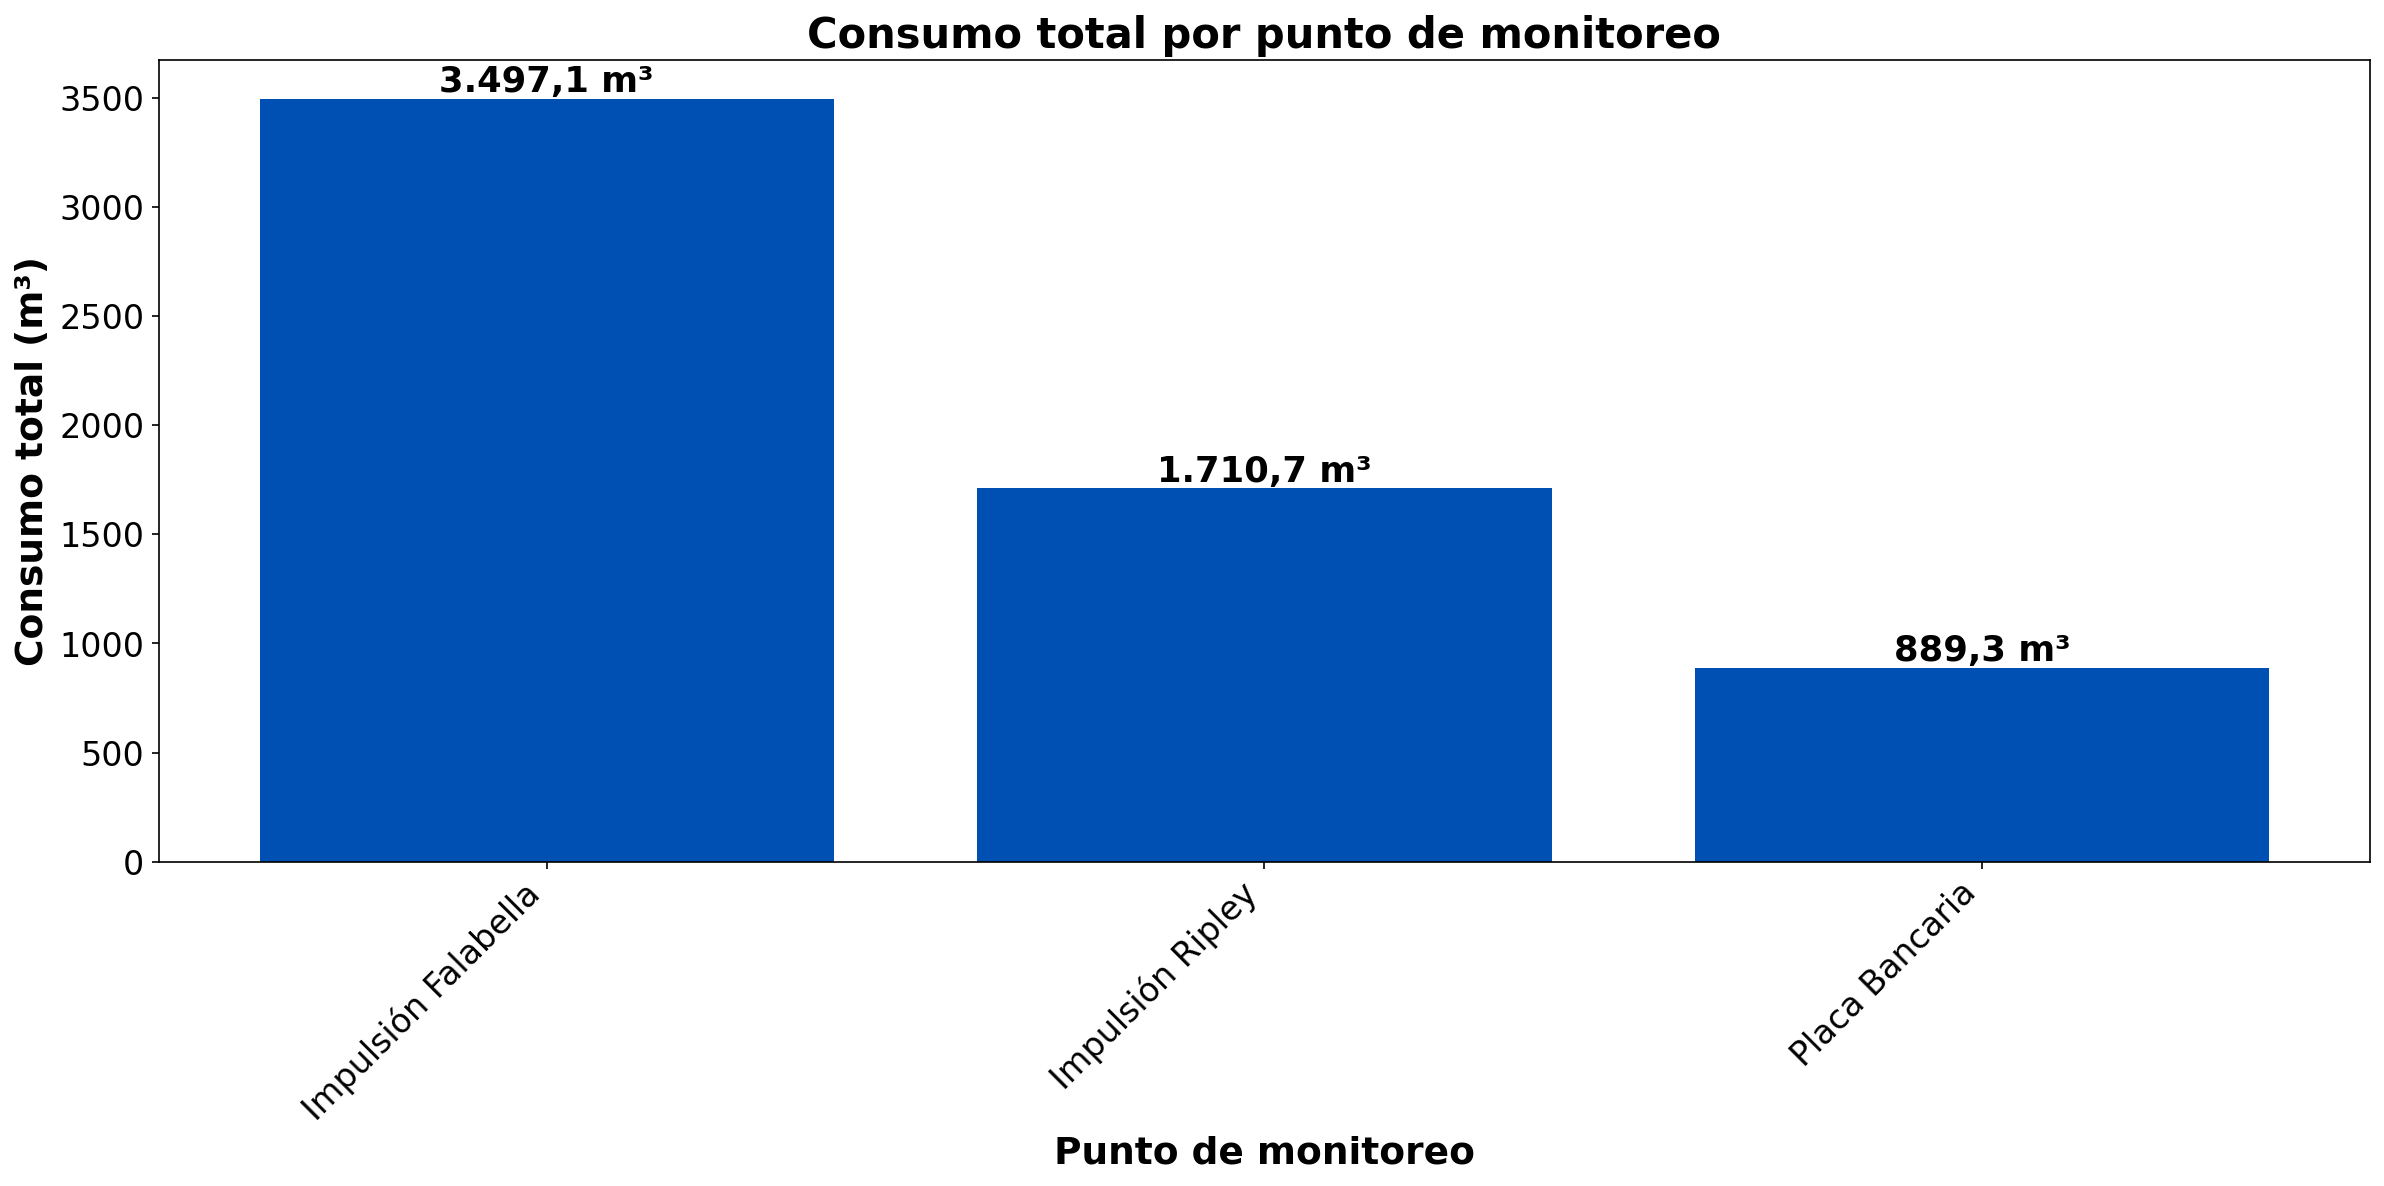 Consumo total por punto de monitoreo
Consumo total (m³)
3500
3000
2500
2000
1500
1000
500
0
3.497,1 m³
1.710,7 m³
889,3 m³
Impulsión Falabella
Impulsión Ripley
Placa Bancaria
Punto de monitoreo